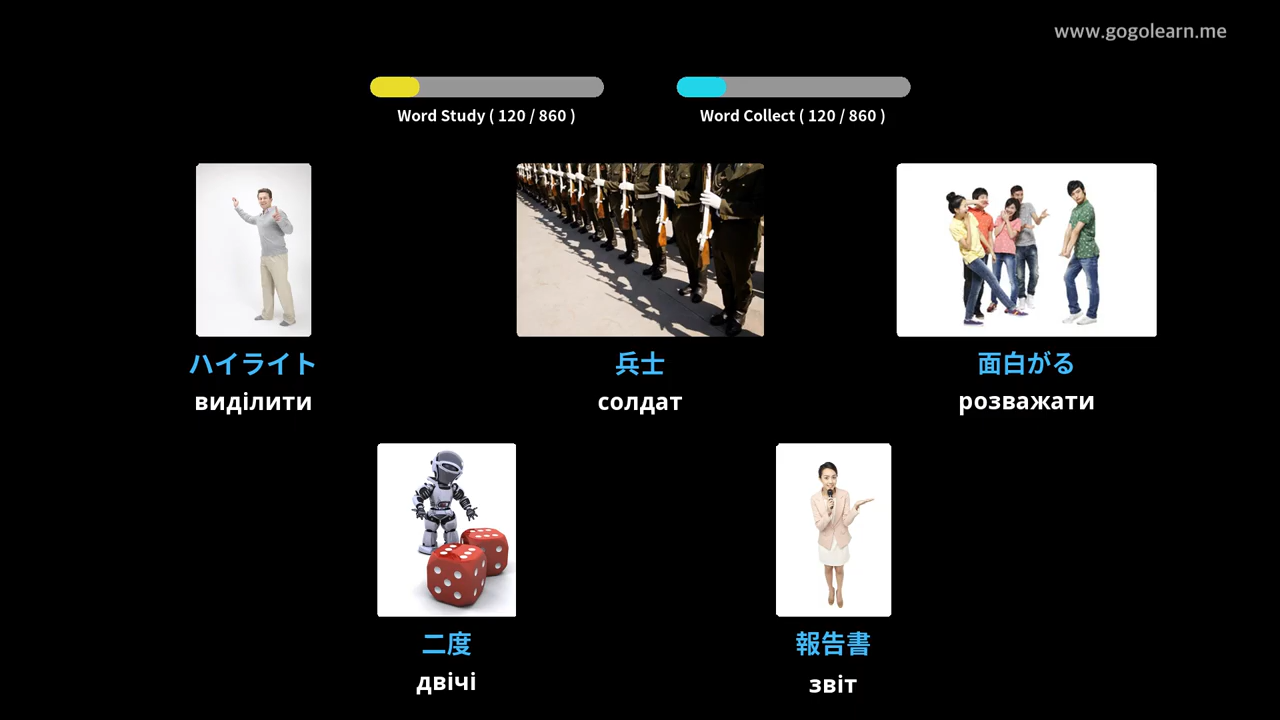 www.gogolearn.me
Word Study ( 120 / 860 )
Word Collect ( 120 / 860 )
ハイライト
виділити
兵士
солдат
面白がる
розважати
二度
двічі
報告書
звіт